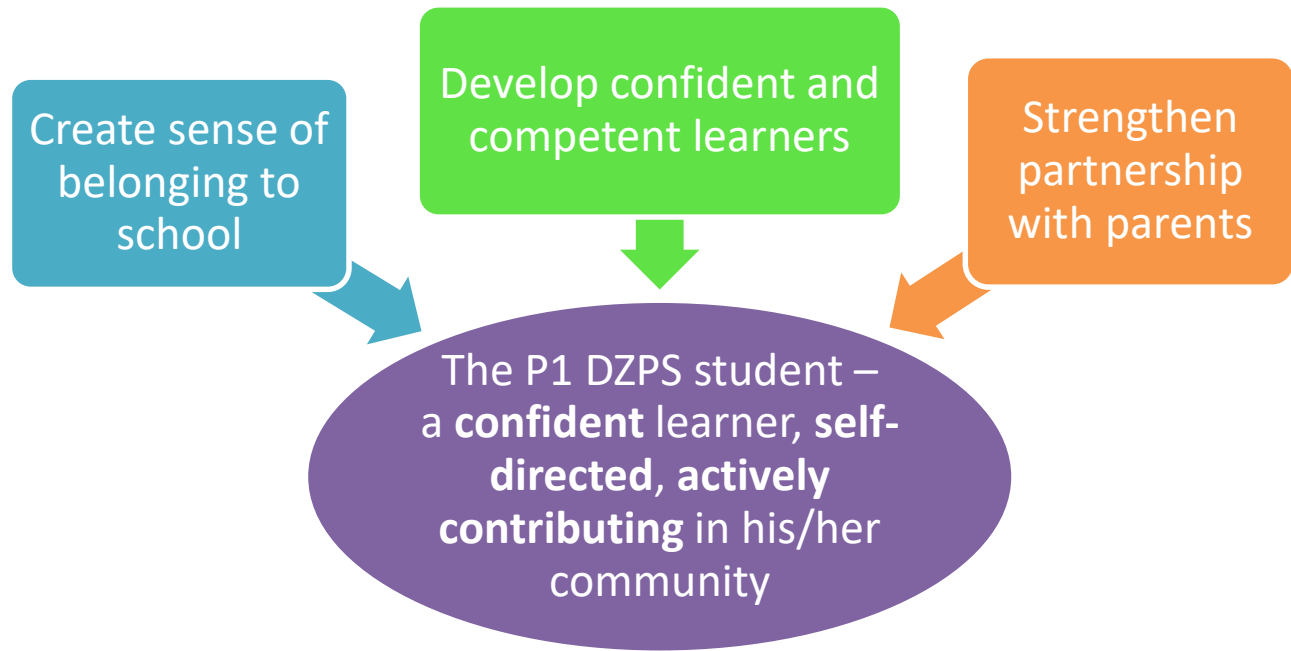 Create sense of
belonging to
school
Develop confident and
competent learners
Strengthen
partnership
with parents
The P1 DZPS student –
a confident learner, self-
directed, actively
contributing in his/her
community